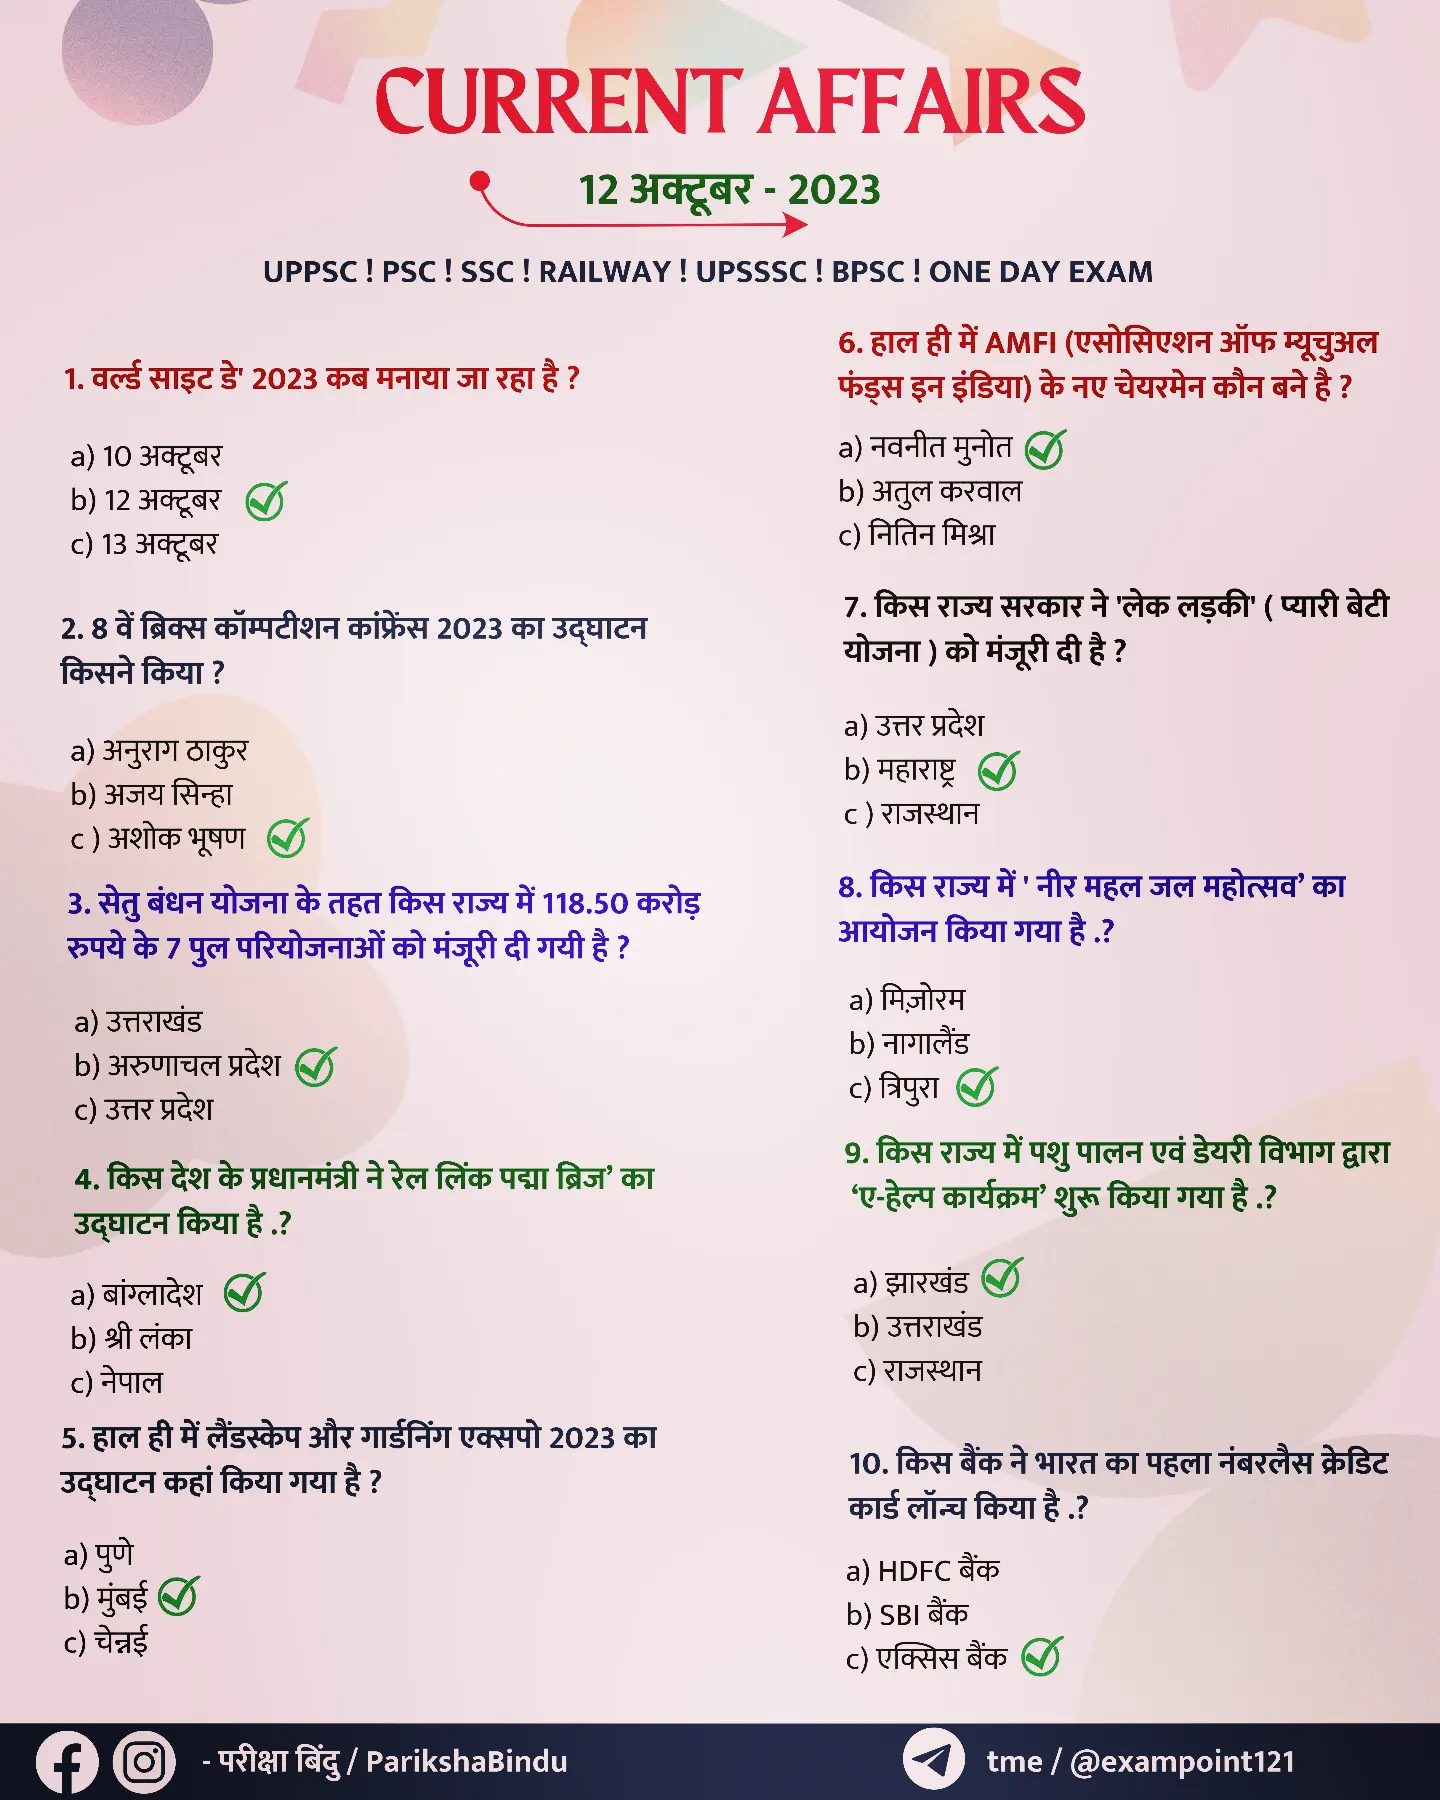 CURRENT AFFAIRS
12 अक्टूबर - 2023
UPPSC ! PSC ! SSC ! RAILWAY ! UPSSSC ! BPSC ! ONE DAY EXAM
1. वर्ल्ड साइट डे' 2023 कब मनाया जा रहा है ?
a) 10 अक्टूबर
b) 12 अक्टूबर
c) 13 अक्टूबर
2. 8 वें ब्रिक्स कॉम्पटीशन कांफ्रेंस 2023 का उद्घाटन
किसने किया ?
a) अनुराग ठाकुर
b) अजय सिन्हा
c ) अशोक भूषण
3. सेतु बंधन योजना के तहत किस राज्य में 118.50 करोड़
रुपये के 7 पुल परियोजनाओं को मंजूरी दी गयी है ?
a) उत्तराखंड
b) अरुणाचल प्रदेश
c) उत्तर प्रदेश
4. किस देश के प्रधानमंत्री ने रेल लिंक पद्मा ब्रिज’ का
उद्घाटन किया है .?
a) बांग्लादेश
b) श्री लंका
c) नेपाल
5. हाल ही में लैंडस्केप और गार्डनिंग एक्सपो 2023 का
उद्घाटन कहां किया गया है ?
a) पुणे
b) मुंबई
c) चेन्नई
6. हाल ही में AMFI (एसोसिएशन ऑफ म्यूचुअल
फंड्स इन इंडिया) के नए चेयरमेन कौन बने है ?
a) नवनीत मुनोत
b) अतुल करवाल
c) नितिन मिश्रा
7. किस राज्य सरकार ने 'लेक लड़की' ( प्यारी बेटी
योजना ) को मंजूरी दी है ?
a) उत्तर प्रदेश
b) महाराष्ट्र
c ) राजस्थान
8. किस राज्य में ' नीर महल जल महोत्सव’ का
आयोजन किया गया है .?
a) मिज़ोरम
b) नागालैंड
c) त्रिपुरा
9. किस राज्य में पशु पालन एवं डेयरी विभाग द्वारा
‘ए-हेल्प कार्यक्रम’ शुरू किया गया है .?
a) झारखंड
b) उत्तराखंड
c) राजस्थान
10. किस बैंक ने भारत का पहला नंबरलैस क्रेडिट
कार्ड लॉन्च किया है .?
a) HDFC बैंक
b) SBI बैंक
c) एक्सिस बैंक
- परीक्षा बिंदु / ParikshaBindu
tme / @exampoint121